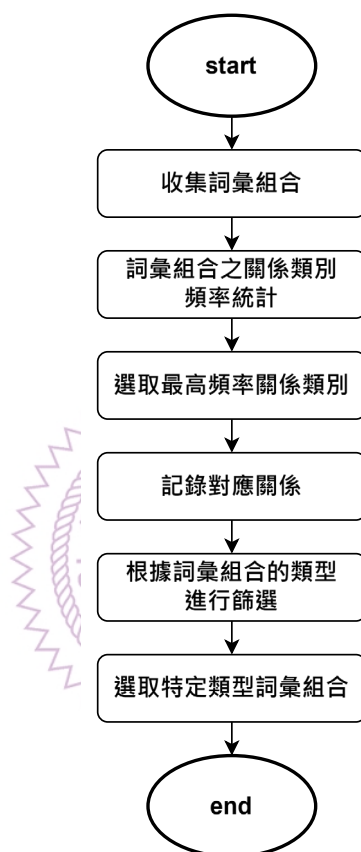 start
收集詞彙組合
詞彙組合之關係類別
頻率統計
選取最高頻率關係類別
記錄對應關係
根據詞彙組合的類型
進行篩選
選取特定類型詞彙組合
end